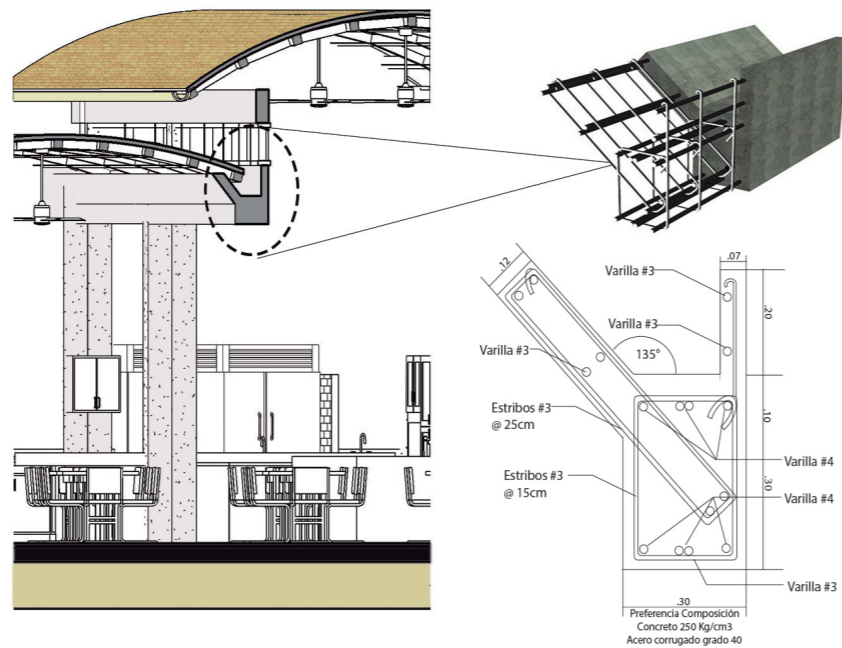 .07
.12
Varilla #3
.20
Varilla #3
135°
Varilla #3
Estribos #3
@ 25cm
.10
Varilla #4
Estribos #3
@ 15cm
.30
Varilla #4
Varilla #3
.30
Preferencia Composición
Concreto 250 Kg/cm3
Acero corrugado grado 40